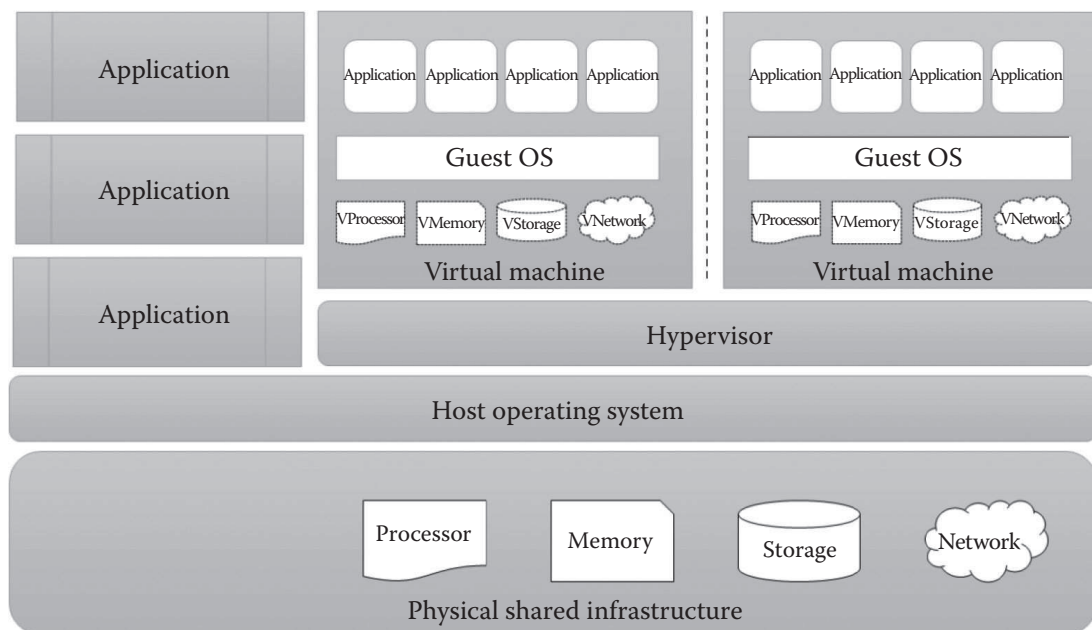 Application
Application
Application
Application Application Application Application
Guest OS
VProcessor VMemory VStorage VNetwork
Virtual machine
Application Application Application Application
Guest OS
VProcessor VMemory VStorage VNetwork
Virtual machine
Hypervisor
Host operating system
Processor Memory Storage Network
Physical shared infrastructure